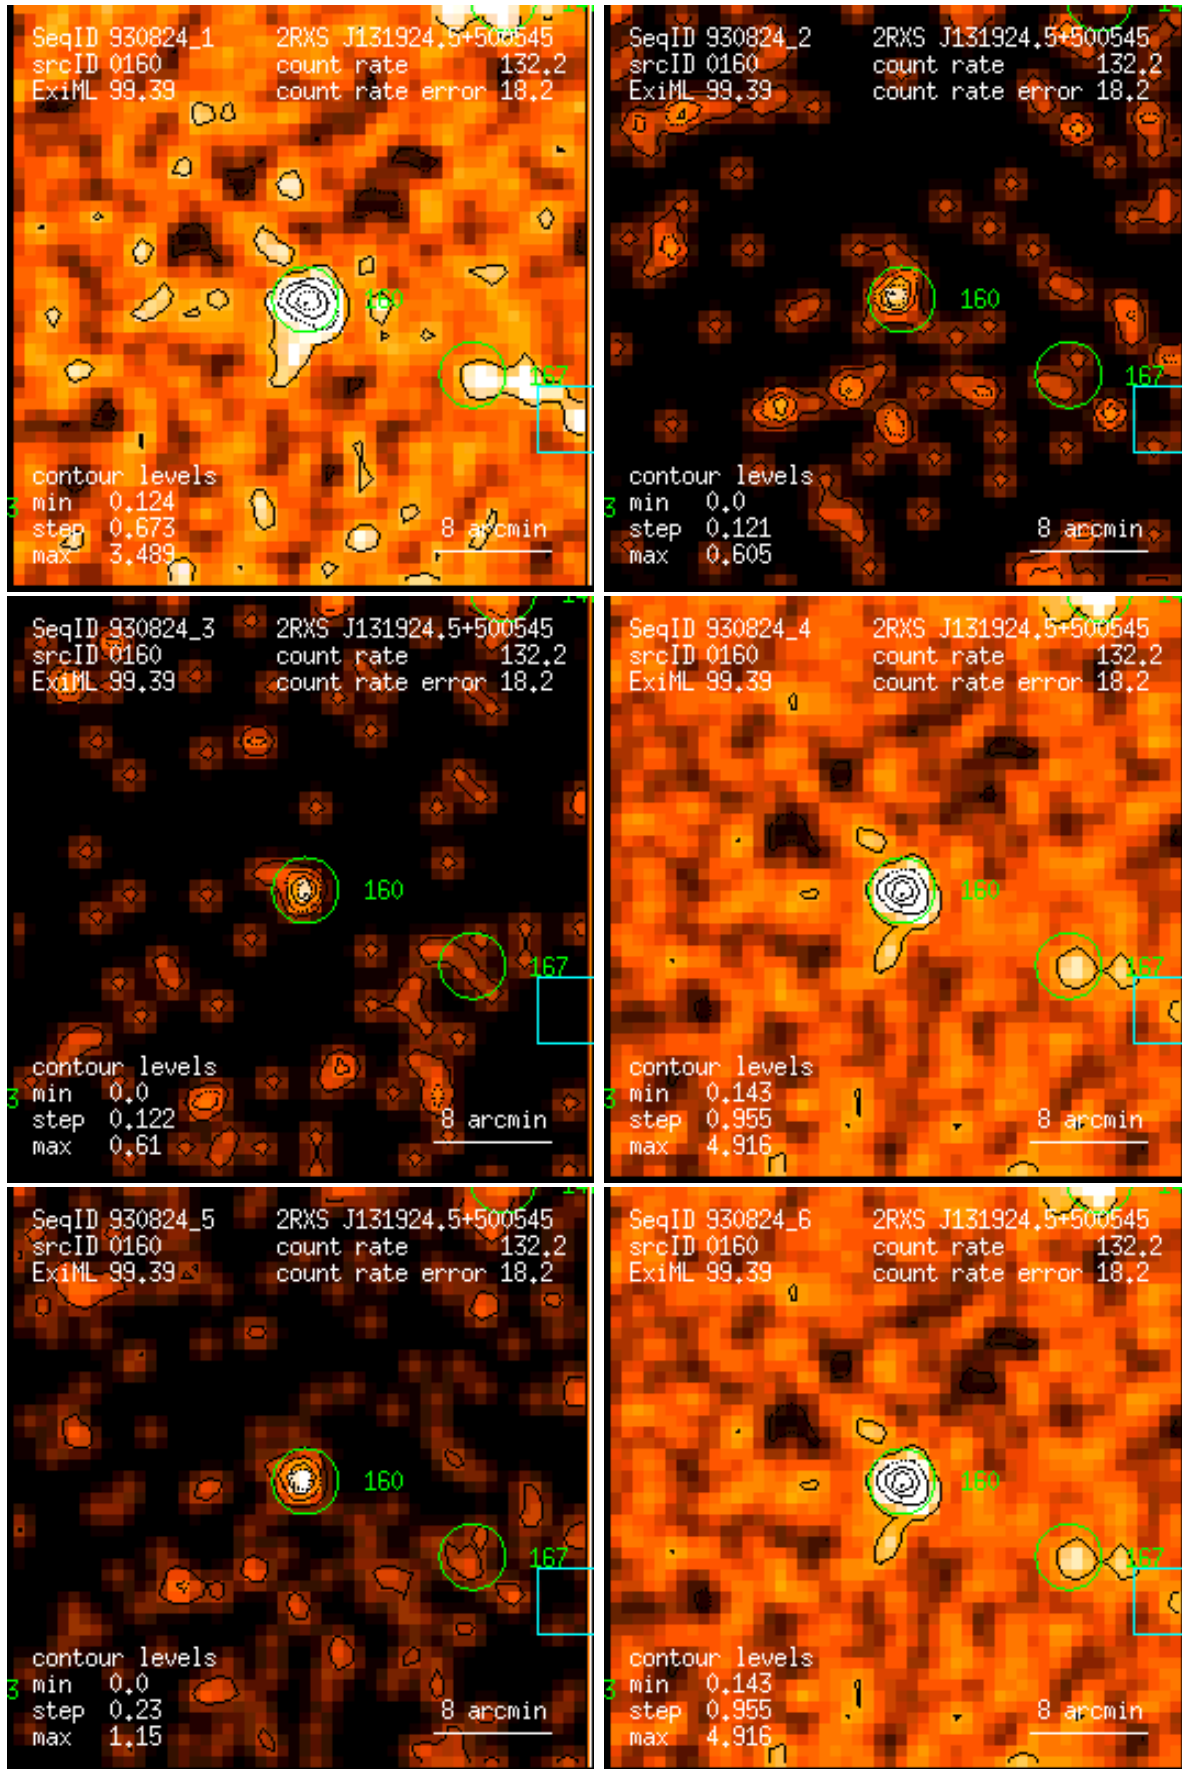 SeqID 930824_1 2RXS J131924.5+500545
srcID 0160 count rate 132.2
ExiML 99.39 count rate error 18.2
160
167
contour levels
min 0.124
3
step 0.673 8 arcmin
max 3.489
SeqID 930824_2 2RXS J131924.5+500545
srcID 0160 count rate 132.2
ExiML 99.39 count rate error 18.2
160
167
contour levels
min 0.0
3
step 0.121 8 arcmin
max 0.605
SeqID 930824_3 2RXS J131924.5+500545
srcID 0160 count rate 132.2
ExiML 99.39 count rate error 18.2
160
167
contour levels
min 0.0
3
step 0.122 8 arcmin
max 0.61
SeqID 930824_4 2RXS J131924.5+500545
srcID 0160 count rate 132.2
ExiML 99.39 count rate error 18.2
160
167
contour levels
min 0.143
3
step 0.955 8 arcmin
max 4.916
SeqID 930824_5 2RXS J131924.5+500545
srcID 0160 count rate 132.2
ExiML 99.39 count rate error 18.2
160
167
contour levels
min 0.0
3
step 0.23 8 arcmin
max 1.15
SeqID 930824_6 2RXS J131924.5+500545
srcID 0160 count rate 132.2
ExiML 99.39 count rate error 18.2
160
167
contour levels
min 0.143
3
step 0.955 8 arcmin
max 4.916